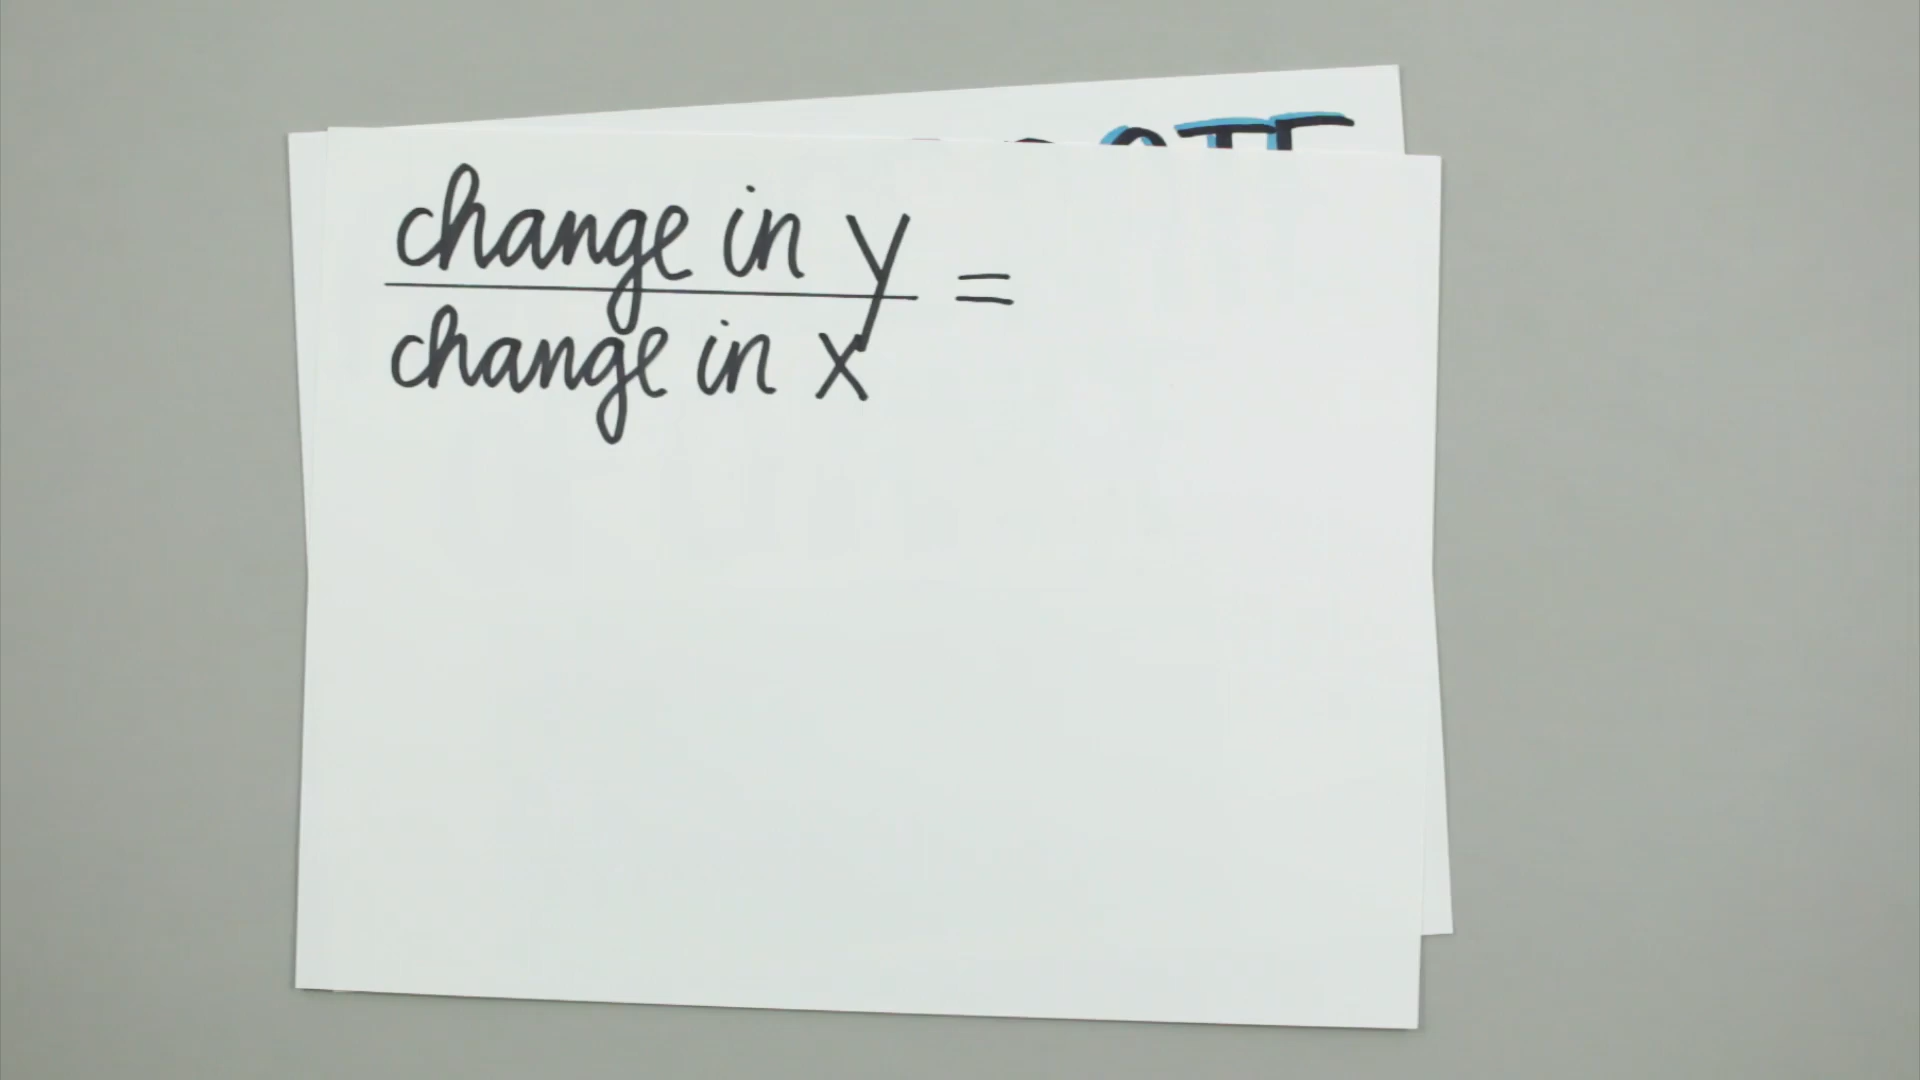 change in y
change in x =